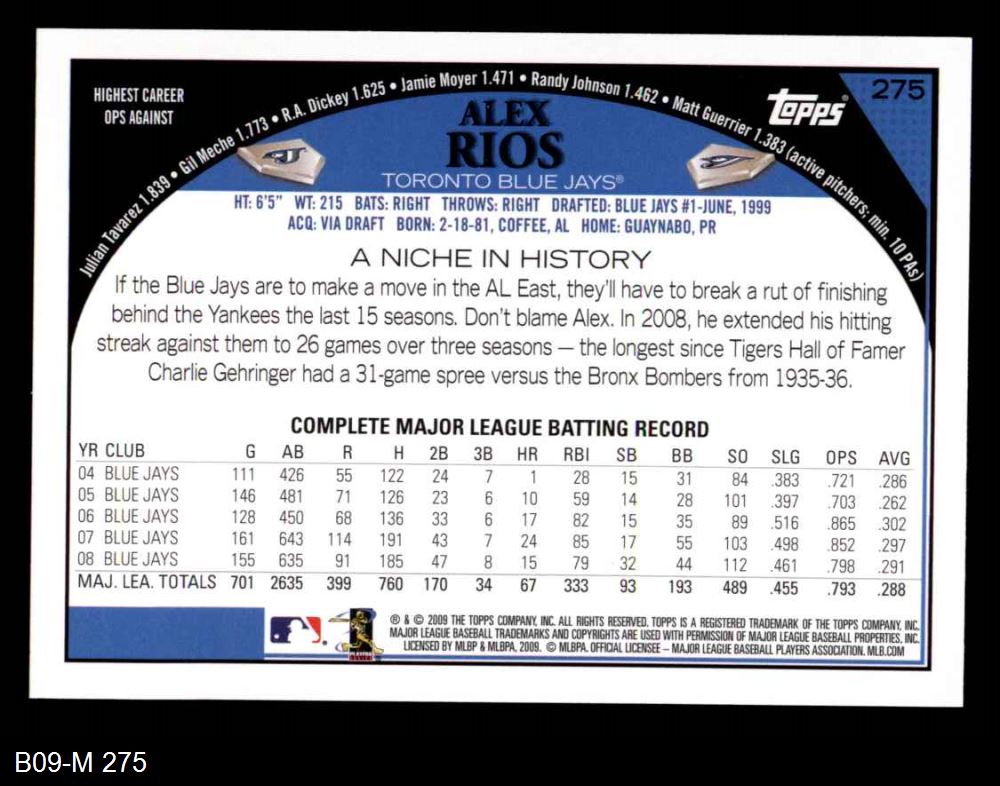 HIGHEST CAREER
OPS AGAINST
Julian Tavarez 1.839 • Gil Meche 1.773 • R.A. Dickey 1.625 • Jamie Moyer 1.471 • Randy Johnson 1.462 • Matt Guerrier 1.383 (active pitchers; min. 10 PAs)
topps®
275
ALEX
RIOS
TORONTO BLUE JAYS®
HT: 6'5" WT: 215 BATS: RIGHT THROWS: RIGHT DRAFTED: BLUE JAYS #1-JUNE, 1999
ACQ: VIA DRAFT BORN: 2-18-81, COFFEE, AL HOME: GUAYNABO, PR
A NICHE IN HISTORY
If the Blue Jays are to make a move in the AL East, they'll have to break a rut of finishing
behind the Yankees the last 15 seasons. Don't blame Alex. In 2008, he extended his hitting
streak against them to 26 games over three seasons — the longest since Tigers Hall of Famer
Charlie Gehringer had a 31-game spree versus the Bronx Bombers from 1935-36.
COMPLETE MAJOR LEAGUE BATTING RECORD
YR CLUB G AB R H 2B 3B HR RBI SB BB SO SLG OPS AVG
04 BLUE JAYS 111 426 55 122 24 7 1 28 15 31 84 .383 .721 .286
05 BLUE JAYS 146 481 71 126 23 6 10 59 14 28 101 .397 .703 .262
06 BLUE JAYS 128 450 68 136 33 6 17 82 15 35 89 .516 .865 .302
07 BLUE JAYS 161 643 114 191 43 7 24 85 17 55 103 .498 .852 .297
08 BLUE JAYS 155 635 91 185 47 8 15 79 32 44 112 .461 .798 .291
MAJ. LEA. TOTALS 701 2635 399 760 170 34 67 333 93 193 489 .455 .793 .288
® & © 2009 THE TOPPS COMPANY, INC. ALL RIGHTS RESERVED. TOPPS IS A REGISTERED TRADEMARK OF THE TOPPS COMPANY, INC.
MAJOR LEAGUE BASEBALL TRADEMARKS AND COPYRIGHTS ARE USED WITH PERMISSION OF MAJOR LEAGUE BASEBALL PROPERTIES, INC.
LICENSED BY MLBP & MLBPA, 2009. © MLBPA. OFFICIAL LICENSEE – MAJOR LEAGUE BASEBALL PLAYERS ASSOCIATION. MLB.COM
B09-M 275